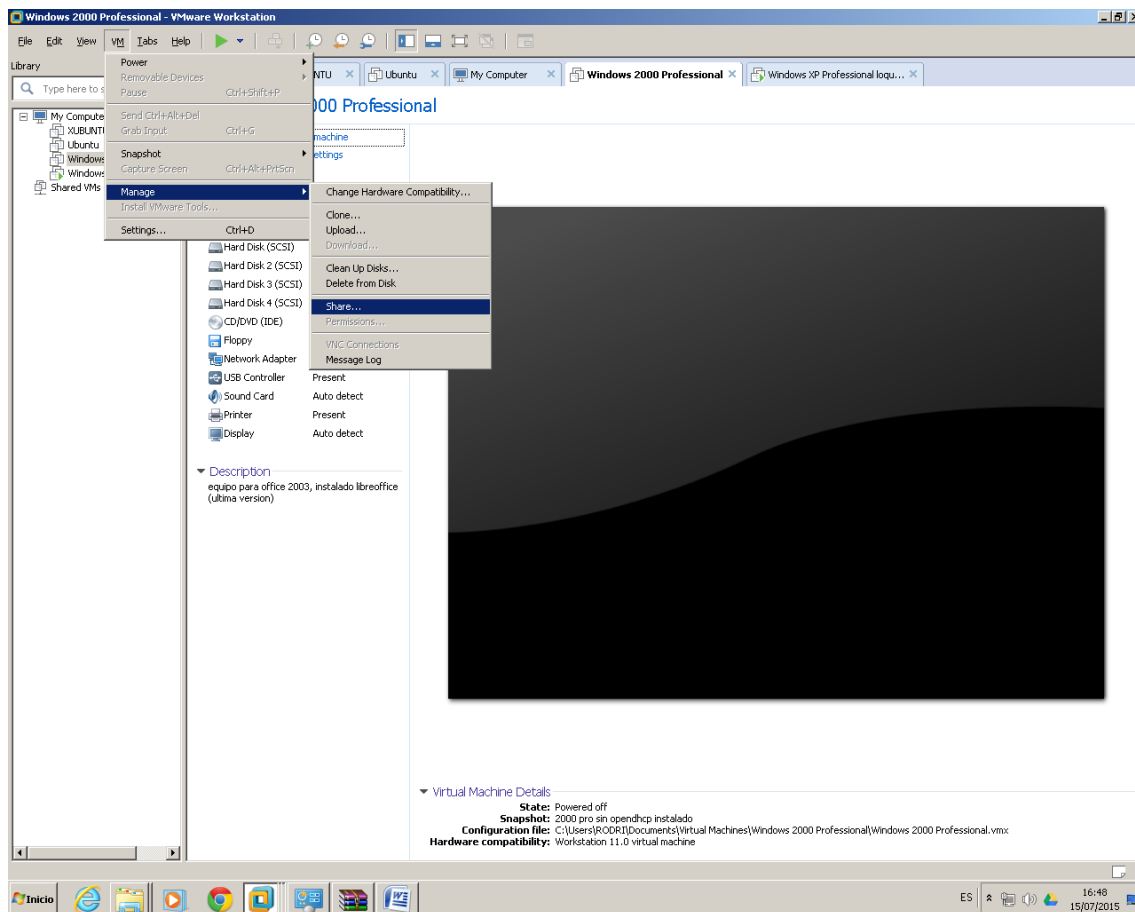 Windows 2000 Professional - VMware Workstation
File Edit View VM Tabs Help
Library
Type here to s
My Compute
XUBUNTU
Ubuntu
Windows
Windows
Shared VMs
NTU Ubuntu My Computer Windows 2000 Professional Windows XP Professional loqu...
000 Professional
machine
ettings
Power
Removable Devices
Pause Ctrl+Shift+P
Send Ctrl+Alt+Del
Grab Input Ctrl+G
Snapshot
Capture Screen Ctrl+Alt+PrtScn
Manage
Install VMware Tools...
Settings... Ctrl+D
Change Hardware Compatibility...
Clone...
Upload...
Download...
Clean Up Disks...
Delete from Disk
Share...
Permissions...
VNC Connections
Message Log
Hard Disk (SCSI)
Hard Disk 2 (SCSI)
Hard Disk 3 (SCSI)
Hard Disk 4 (SCSI)
CD/DVD (IDE)
Floppy
Network Adapter
USB Controller Present
Sound Card Auto detect
Printer Present
Display Auto detect
Description
equipo para office 2003, instalado libreoffice
(ultima version)
Virtual Machine Details
State: Powered off
Snapshot: 2000 pro sin opendhcp instalado
Configuration file: C:\Users\RODRI\Documents\Virtual Machines\Windows 2000 Professional\Windows 2000 Professional.vmx
Hardware compatibility: Workstation 11.0 virtual machine
Inicio
ES
16:48
15/07/2015